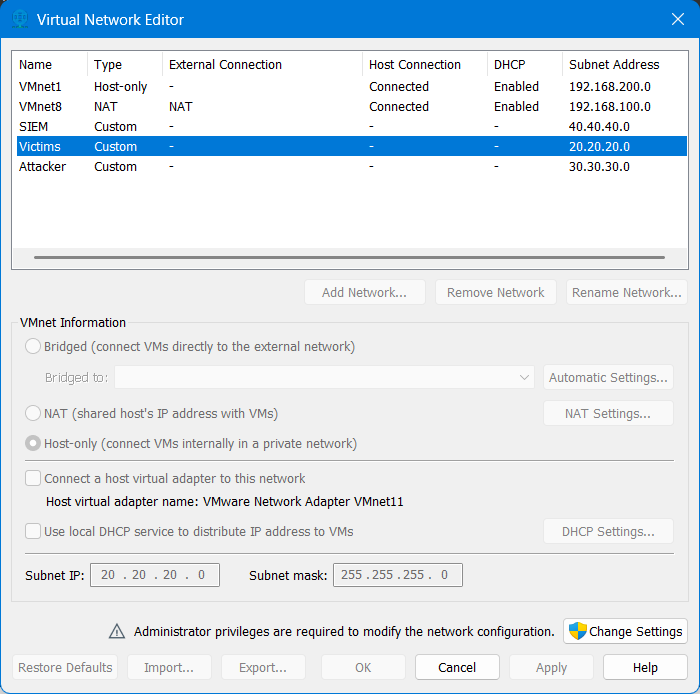 Virtual Network Editor
Name Type External Connection Host Connection DHCP Subnet Address
VMnet1 Host-only - Connected Enabled 192.168.200.0
VMnet8 NAT NAT Connected Enabled 192.168.100.0
SIEM Custom - - - 40.40.40.0
Victims Custom - - - 20.20.20.0
Attacker Custom - - - 30.30.30.0
Add Network... Remove Network Rename Network...
VMnet Information
Bridged (connect VMs directly to the external network)
Bridged to: Automatic Settings...
NAT (shared host's IP address with VMs) NAT Settings...
Host-only (connect VMs internally in a private network)
Connect a host virtual adapter to this network
Host virtual adapter name: VMware Network Adapter VMnet11
Use local DHCP service to distribute IP address to VMs DHCP Settings...
Subnet IP: 20 . 20 . 20 . 0 Subnet mask: 255 . 255 . 255 . 0
Administrator privileges are required to modify the network configuration. Change Settings
Restore Defaults Import... Export... OK Cancel Apply Help